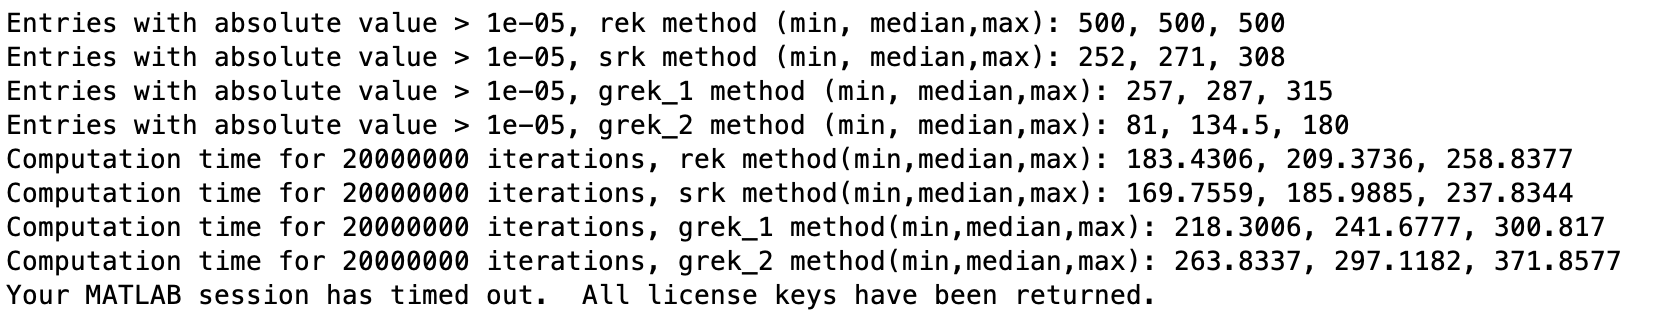 Entries with absolute value > 1e-05, rek method (min, median,max): 500, 500, 500
Entries with absolute value > 1e-05, srk method (min, median,max): 252, 271, 308
Entries with absolute value > 1e-05, grek_1 method (min, median,max): 257, 287, 315
Entries with absolute value > 1e-05, grek_2 method (min, median,max): 81, 134.5, 180
Computation time for 20000000 iterations, rek method(min,median,max): 183.4306, 209.3736, 258.8377
Computation time for 20000000 iterations, srk method(min,median,max): 169.7559, 185.9885, 237.8344
Computation time for 20000000 iterations, grek_1 method(min,median,max): 218.3006, 241.6777, 300.817
Computation time for 20000000 iterations, grek_2 method(min,median,max): 263.8337, 297.1182, 371.8577
Your MATLAB session has timed out.  All license keys have been returned.